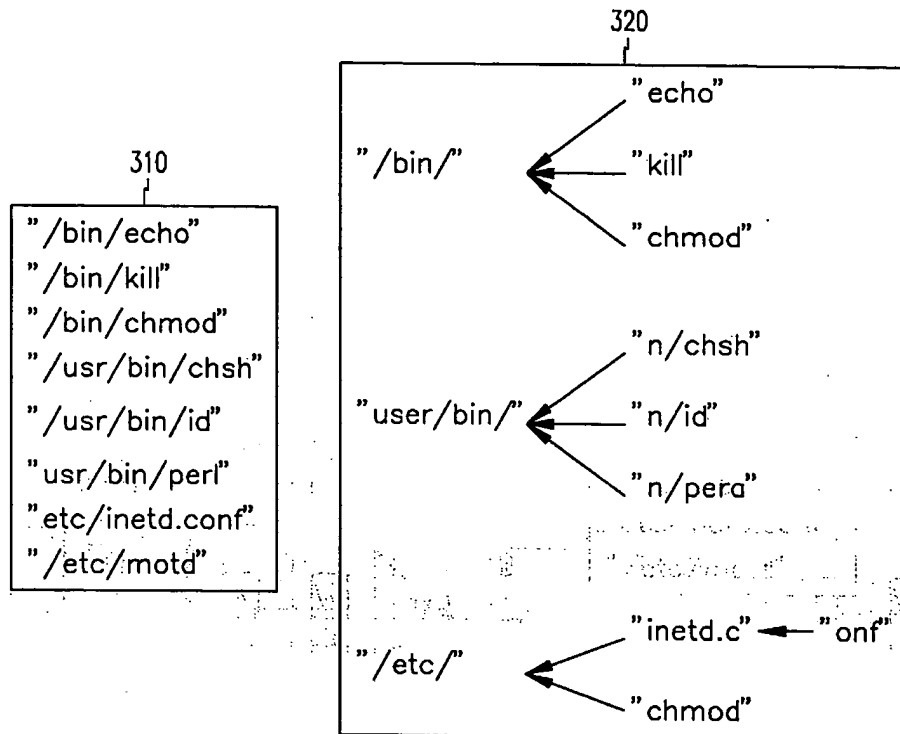 310
"/bin/echo"
"/bin/kill"
"/bin/chmod"
"/usr/bin/chsh"
"/usr/bin/id"
"usr/bin/perl"
"etc/inetd.conf"
"/etc/motd"
320
"/bin/"
"echo"
"kill"
"chmod"
"user/bin/"
"n/chsh"
"n/id"
"n/pera"
"/etc/"
"inetd.c"
"onf"
"chmod"